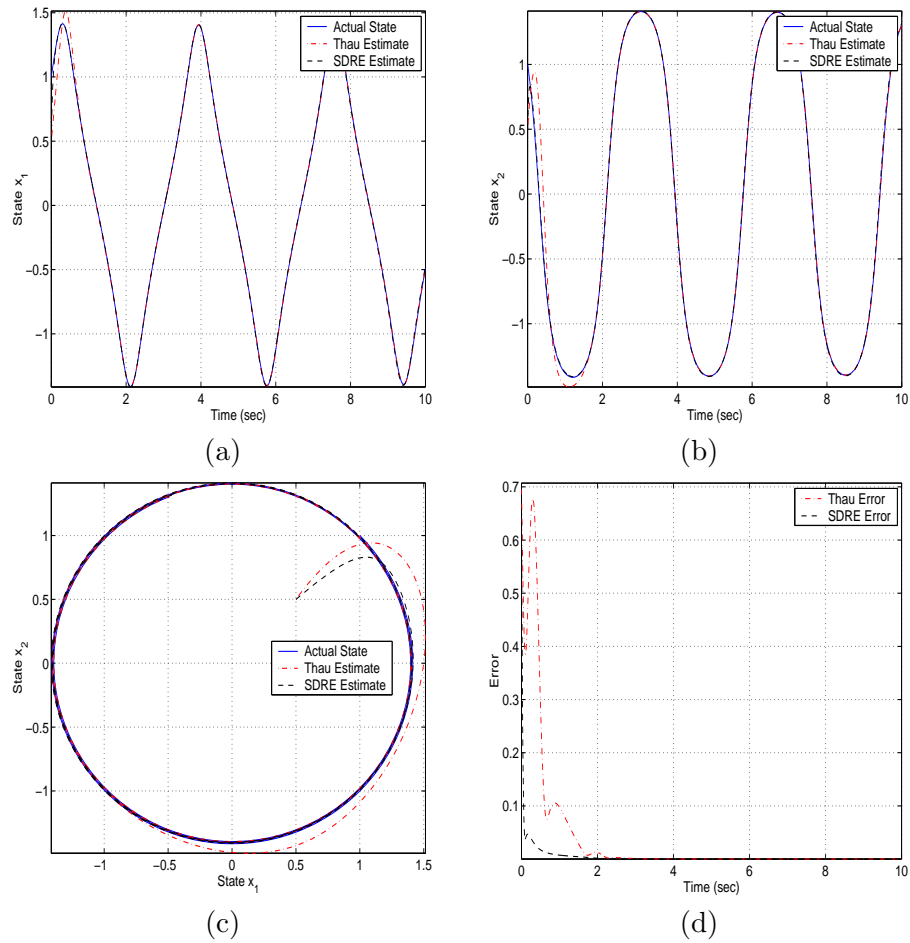 1.5
1
0.5
0
−0.5
−1
State x1
0 2 4 6 8 10
Time (sec)
Actual State
Thau Estimate
SDRE Estimate
(a)
1
0.5
0
−0.5
−1
State x2
0 2 4 6 8 10
Time (sec)
Actual State
Thau Estimate
SDRE Estimate
(b)
1
0.5
0
−0.5
−1
State x2
−1 −0.5 0 0.5 1 1.5
State x1
Actual State
Thau Estimate
SDRE Estimate
(c)
0.7
0.6
0.5
0.4
0.3
0.2
0.1
Error
0 2 4 6 8 10
Time (sec)
Thau Error
SDRE Error
(d)